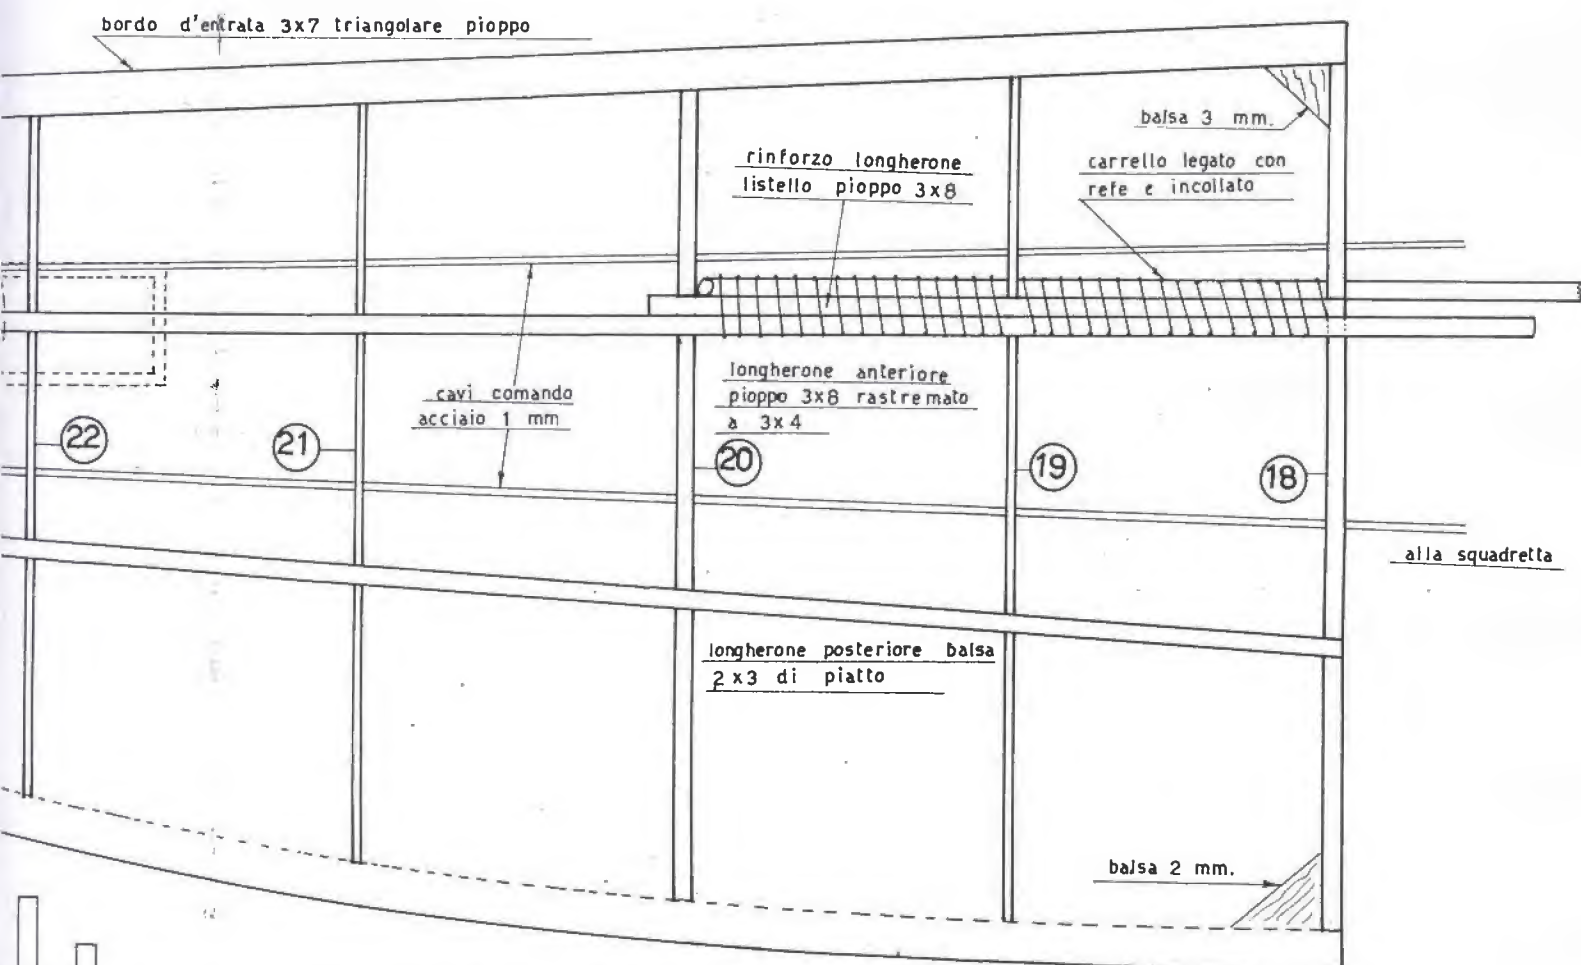 bordo d'entrata 3x7 triangolare pioppo
balsa 3 mm.
rinforzo longherone
listello pioppo 3x8
carrello legato con
refe e incollato
cavi comando
acciaio 1 mm
longherone anteriore
pioppo 3x8 rastremato
a 3x4
22
21
20
19
18
alla squadretta
longherone posteriore balsa
2x3 di piatto
balsa 2 mm.